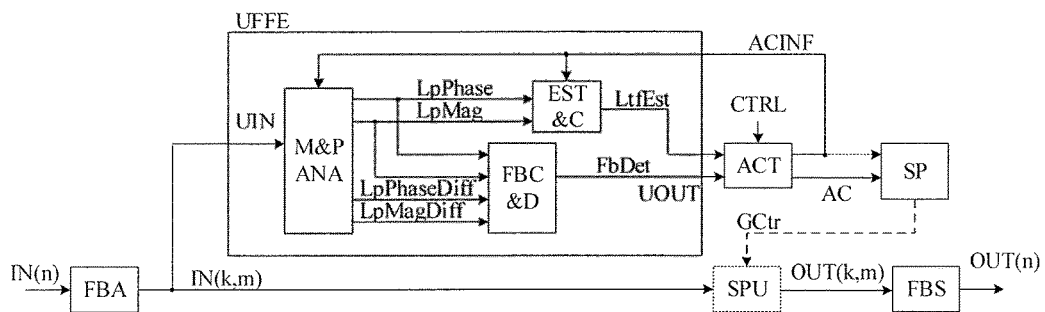 UFFE
ACINF
LpPhase
LpMag
EST
&C
LtfEst
CTRL
UIN
M&P
ANA
FBC
&D
FbDet
UOUT
ACT
AC
SP
LpPhaseDiff
LpMagDiff
GCtr
IN(n)
FBA
IN(k,m)
SPU
OUT(k,m)
FBS
OUT(n)